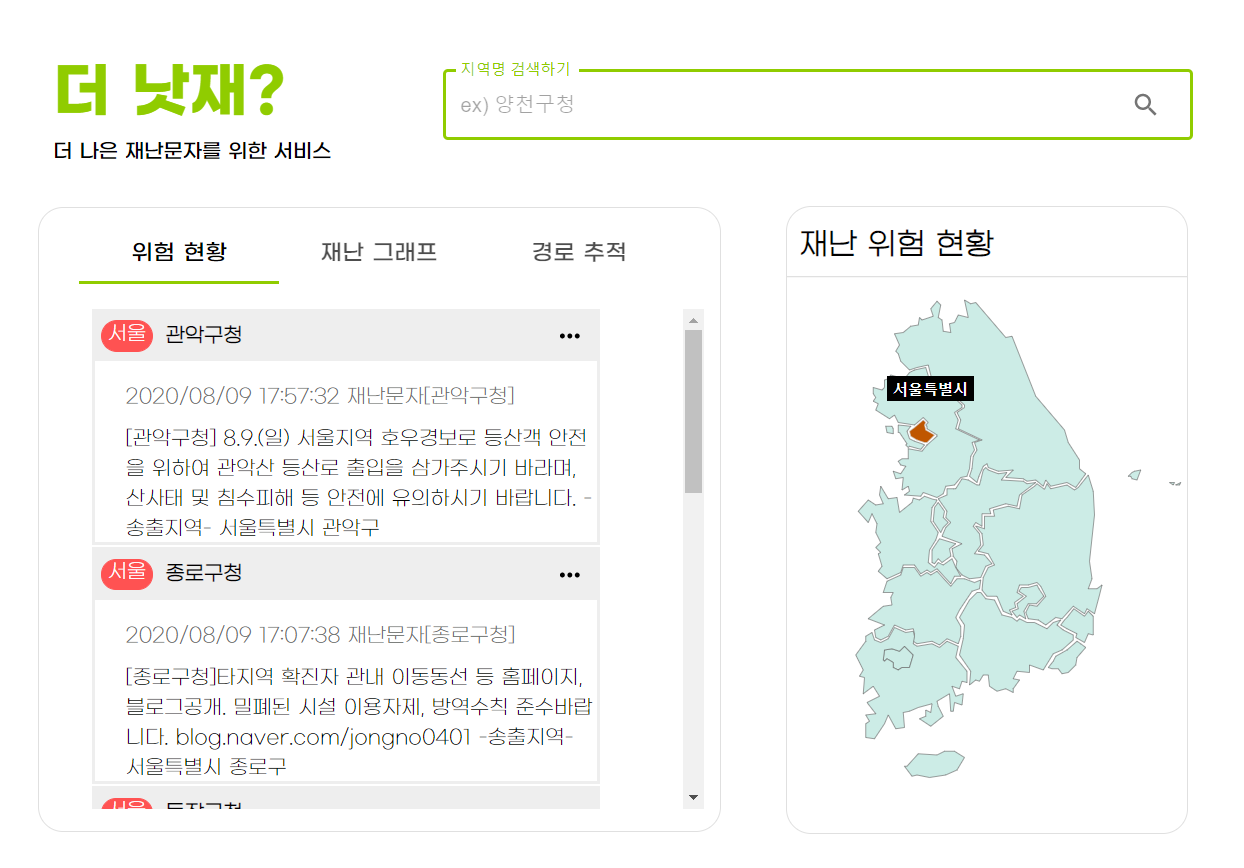 더 낫재?
더 나은 재난문자를 위한 서비스
지역명 검색하기
ex) 양천구청
위험 현황
재난 그래프
경로 추적
서울 관악구청
2020/08/09 17:57:32 재난문자[관악구청]
[관악구청] 8.9.(일) 서울지역 호우경보로 등산객 안전
을 위하여 관악산 등산로 출입을 삼가주시기 바라며,
산사태 및 침수피해 등 안전에 유의하시기 바랍니다. -
송출지역- 서울특별시 관악구
서울 종로구청
2020/08/09 17:07:38 재난문자[종로구청]
[종로구청]타지역 확진자 관내 이동동선 등 홈페이지,
블로그공개. 밀폐된 시설 이용자제, 방역수칙 준수바랍
니다. blog.naver.com/jongno0401 -송출지역-
서울특별시 종로구
서울
재난 위험 현황
서울특별시